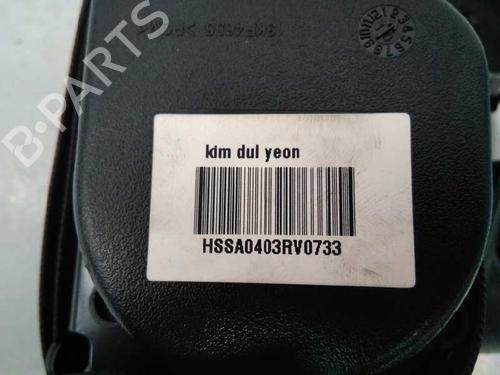 B-PARTS
kim dul yeon
HSSA0403RV0733